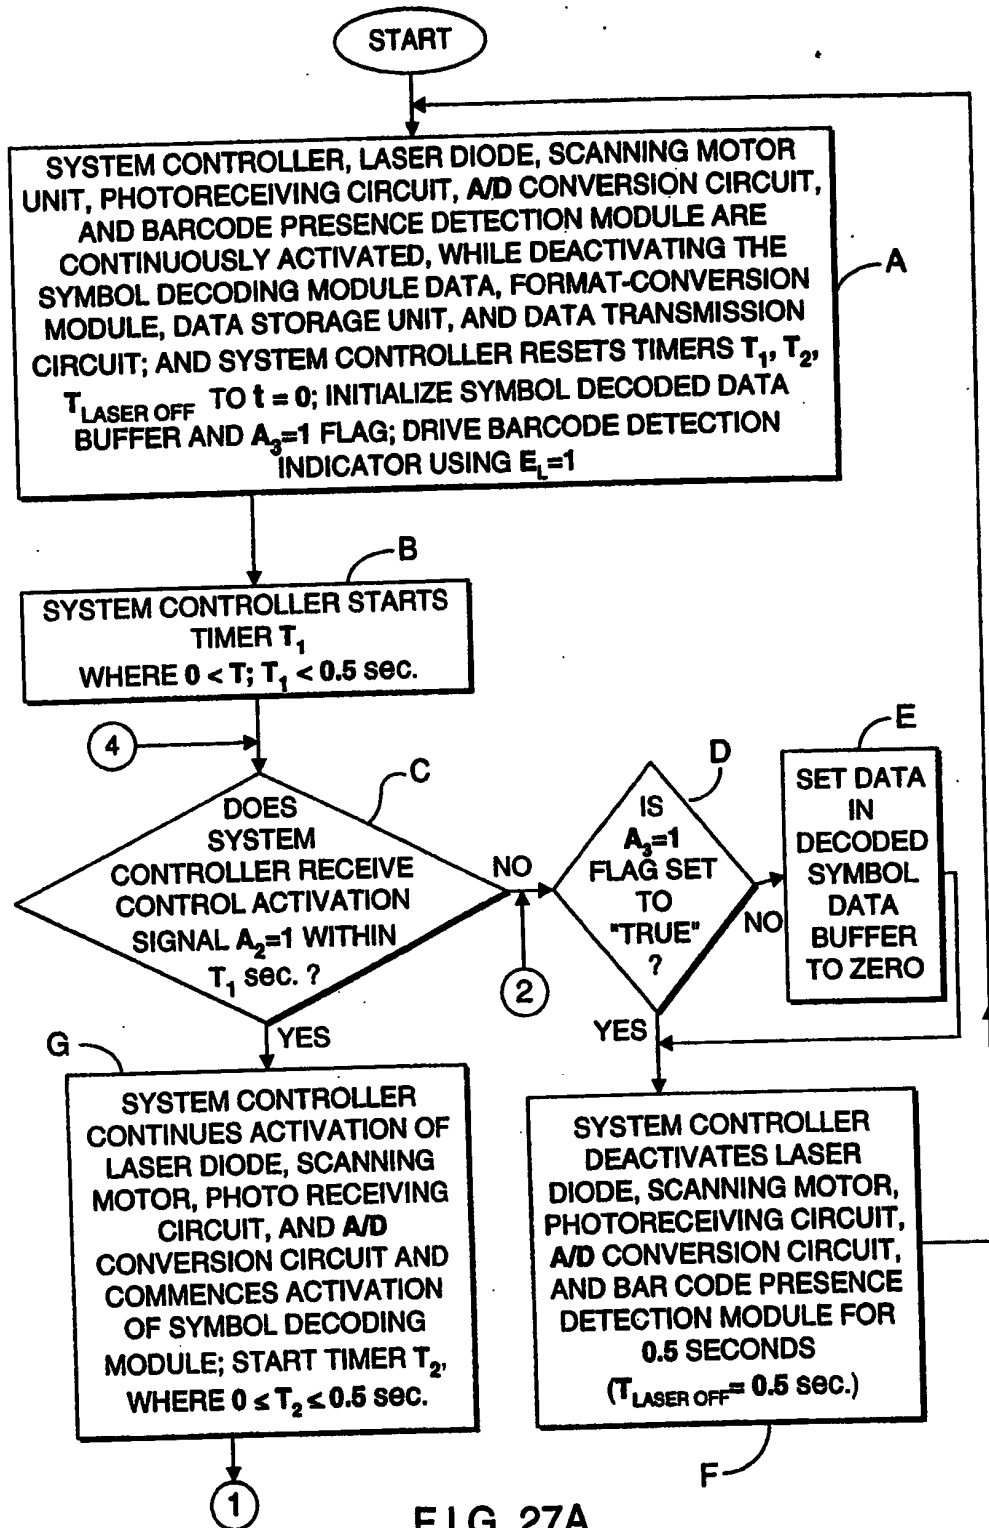 START
SYSTEM CONTROLLER, LASER DIODE, SCANNING MOTOR
UNIT, PHOTORECEIVING CIRCUIT, A/D CONVERSION CIRCUIT,
AND BARCODE PRESENCE DETECTION MODULE ARE
CONTINUOUSLY ACTIVATED, WHILE DEACTIVATING THE
SYMBOL DECODING MODULE DATA, FORMAT-CONVERSION
MODULE, DATA STORAGE UNIT, AND DATA TRANSMISSION
CIRCUIT; AND SYSTEM CONTROLLER RESETS TIMERS T1, T2,
TLASER OFF TO t = 0; INITIALIZE SYMBOL DECODED DATA
BUFFER AND A3=1 FLAG; DRIVE BARCODE DETECTION
INDICATOR USING EL=1
A
B
SYSTEM CONTROLLER STARTS
TIMER T1
WHERE 0 < T; T1 < 0.5 sec.
4
C
DOES
SYSTEM
CONTROLLER RECEIVE
CONTROL ACTIVATION
SIGNAL A2=1 WITHIN
T1 sec. ?
NO
2
YES
D
IS
A3=1
FLAG SET
TO
"TRUE"
?
NO
YES
E
SET DATA
IN
DECODED
SYMBOL
DATA
BUFFER
TO ZERO
G
SYSTEM CONTROLLER
CONTINUES ACTIVATION OF
LASER DIODE, SCANNING
MOTOR, PHOTO RECEIVING
CIRCUIT, AND A/D
CONVERSION CIRCUIT AND
COMMENCES ACTIVATION
OF SYMBOL DECODING
MODULE; START TIMER T2,
WHERE 0 ≤ T2 ≤ 0.5 sec.
1
SYSTEM CONTROLLER
DEACTIVATES LASER
DIODE, SCANNING MOTOR,
PHOTORECEIVING CIRCUIT,
A/D CONVERSION CIRCUIT,
AND BAR CODE PRESENCE
DETECTION MODULE FOR
0.5 SECONDS
(TLASER OFF= 0.5 sec.)
F
FIG. 27A